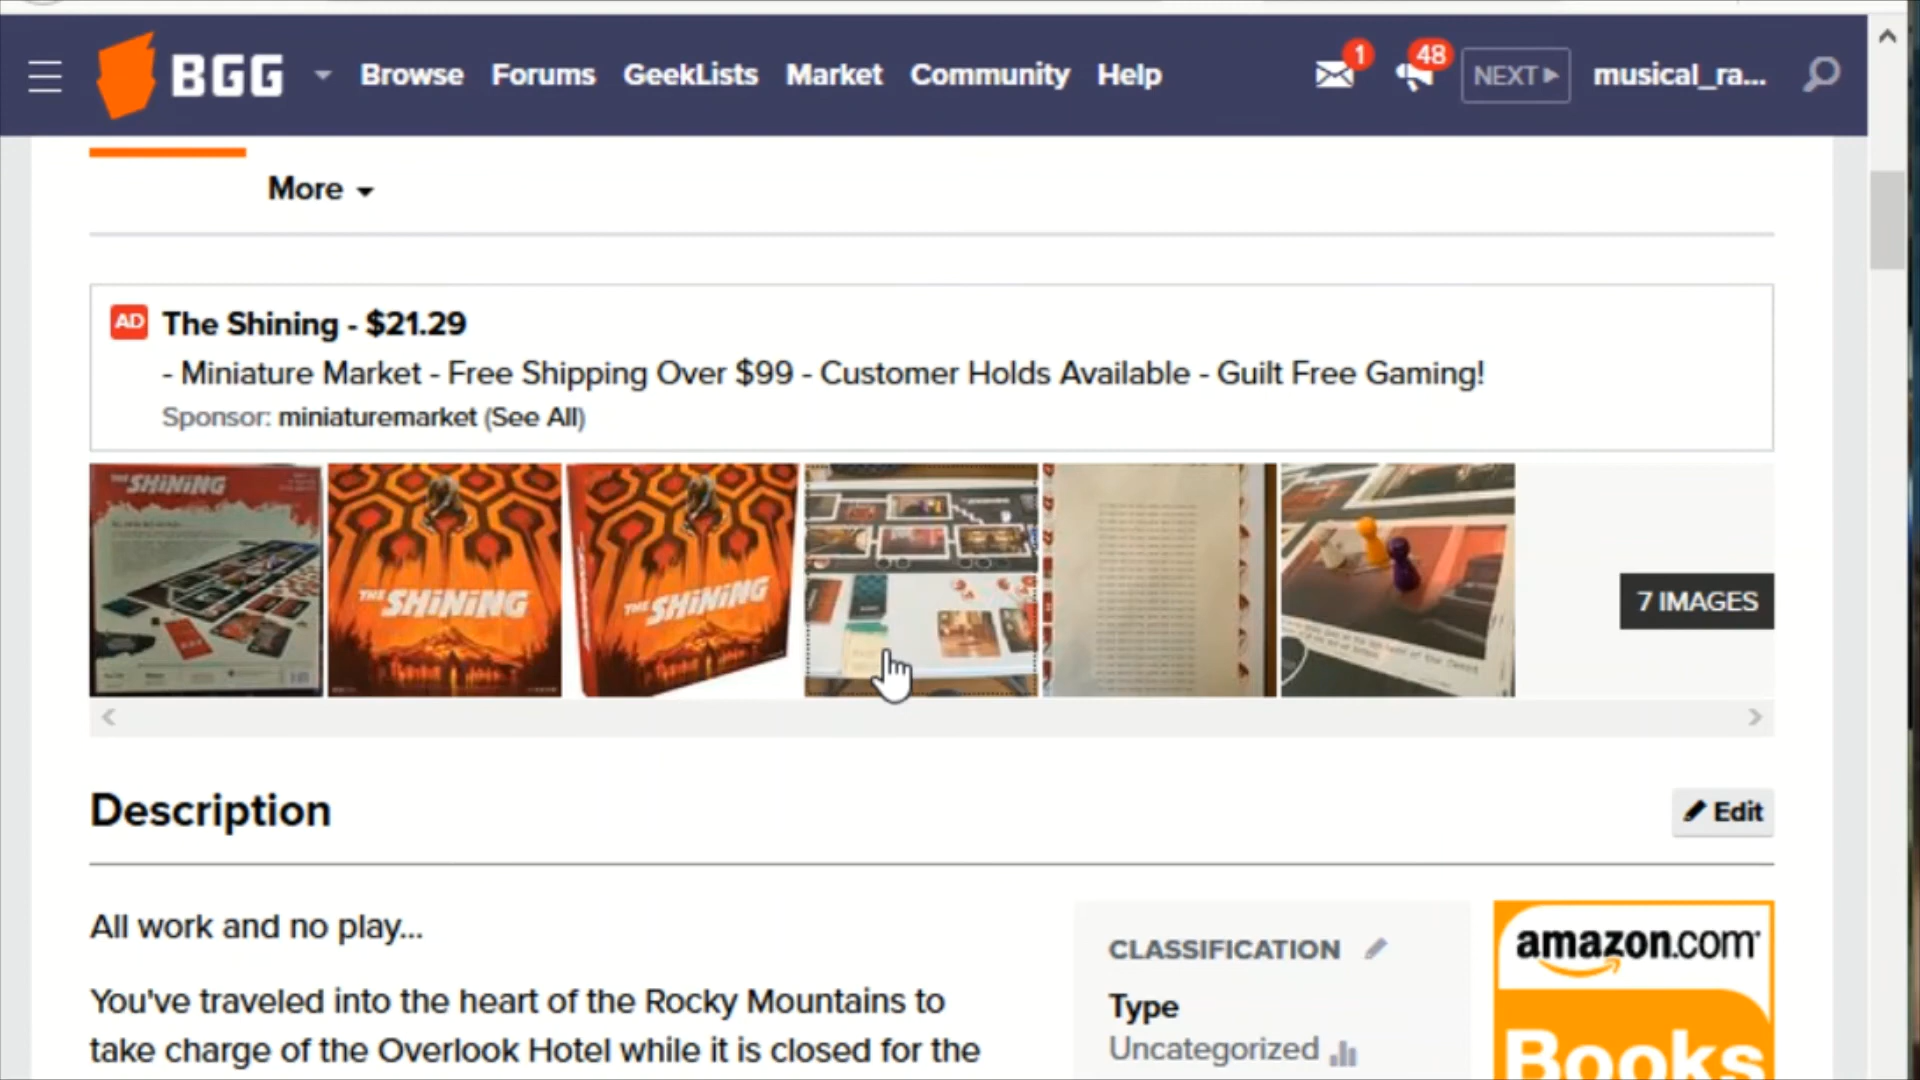 BGG
Browse
Forums
GeekLists
Market
Community
Help
1
48
NEXT▶
musical_ra...
More
AD
The Shining - $21.29
- Miniature Market - Free Shipping Over $99 - Customer Holds Available - Guilt Free Gaming!
Sponsor: miniaturemarket (See All)
THE SHINING
THE SHINING
THE SHINING
7 IMAGES
Description
Edit
All work and no play...
You've traveled into the heart of the Rocky Mountains to
take charge of the Overlook Hotel while it is closed for the
CLASSIFICATION
Type
Uncategorized
amazon.com
Books